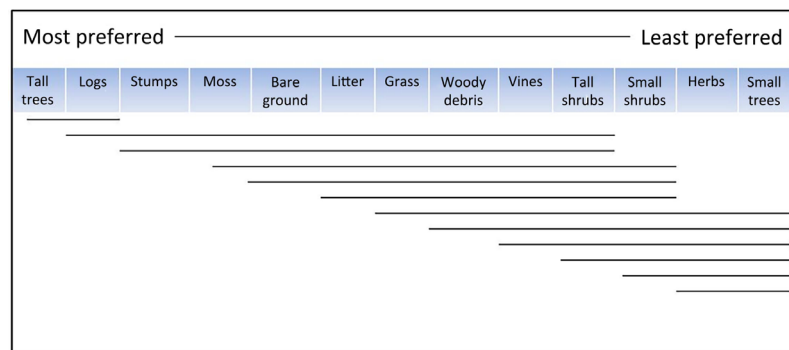 Most preferred Least preferred
Tall trees Logs Stumps Moss Bare ground Litter Grass Woody debris Vines Tall shrubs Small shrubs Herbs Small trees